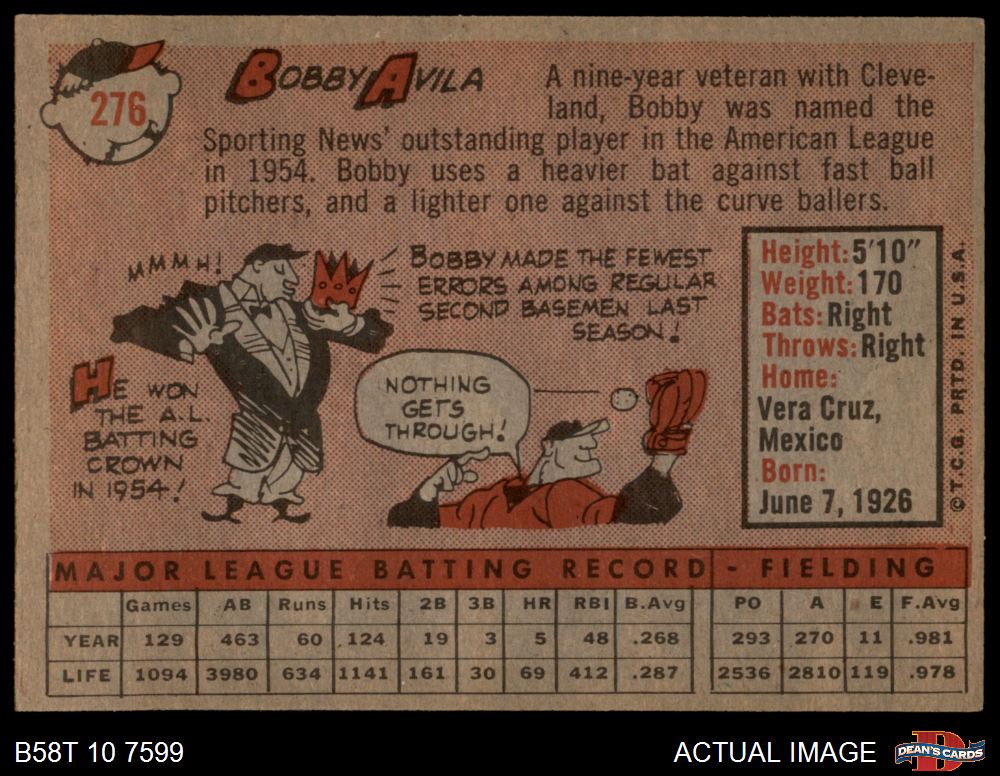 276
BOBBY AVILA
A nine-year veteran with Cleve-
land, Bobby was named the
Sporting News' outstanding player in the American League
in 1954. Bobby uses a heavier bat against fast ball
pitchers, and a lighter one against the curve ballers.
MMMH!
BOBBY MADE THE FEWEST
ERRORS AMONG REGULAR
SECOND BASEMEN LAST
SEASON!
HE WON
THE A.L.
BATTING
CROWN
IN 1954!
NOTHING
GETS
THROUGH!
Height: 5'10"
Weight: 170
Bats: Right
Throws: Right
Home:
Vera Cruz,
Mexico
Born:
June 7, 1926
© T.C.G. PRTD. IN U.S.A.
MAJOR LEAGUE BATTING RECORD - FIELDING
Games AB Runs Hits 2B 3B HR RBI B.Avg PO A E F.Avg
YEAR 129 463 60 124 19 3 5 48 .268 293 270 11 .981
LIFE 1094 3980 634 1141 161 30 69 412 .287 2536 2810 119 .978
B58T 10 7599
ACTUAL IMAGE
D
DEAN'S CARDS